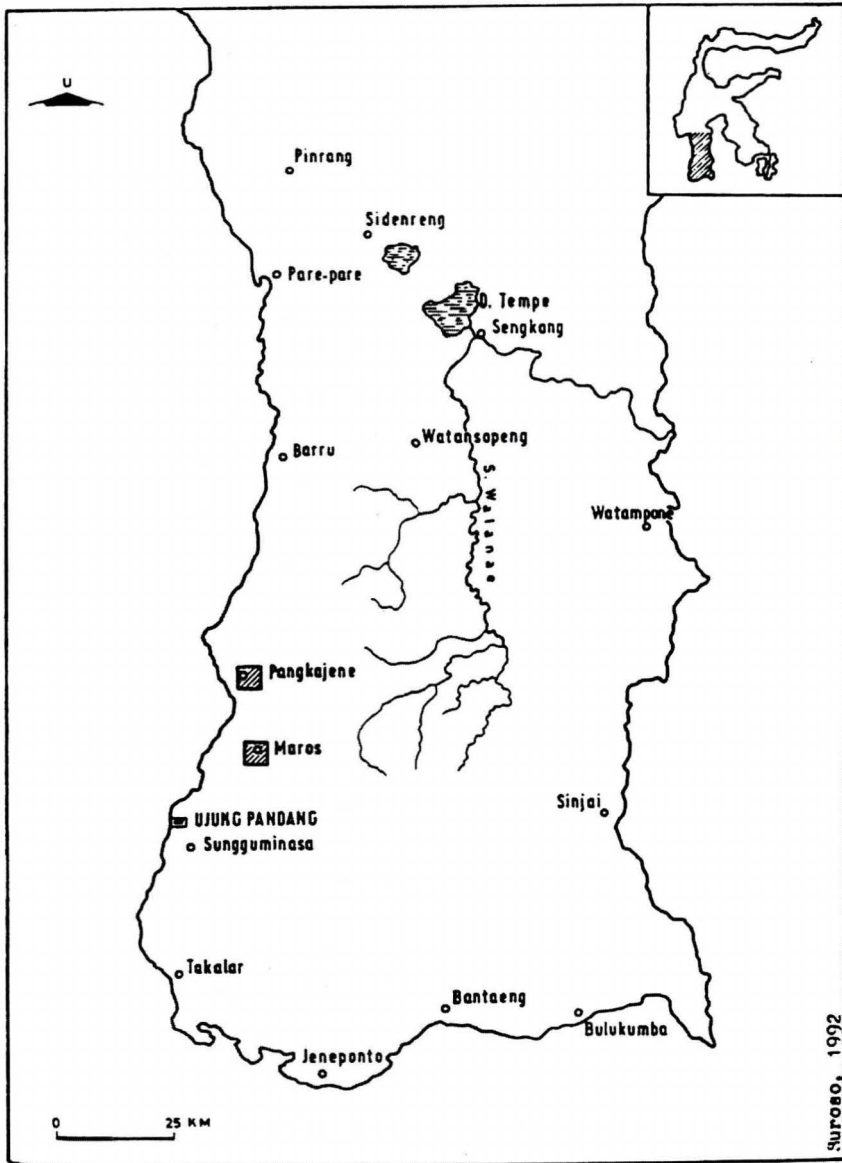 U
Pinrang
Sidenreng
Pare-pare
D. Tempe
Sengkang
Barru
Watansopeng
S. Walanae
Watampone
Pangkajene
Maros
UJUNG PANDANG
Sungguminasa
Sinjai
Takalar
Bantaeng
Bulukumba
Jeneponto
0 25 KM
Suroso, 1992